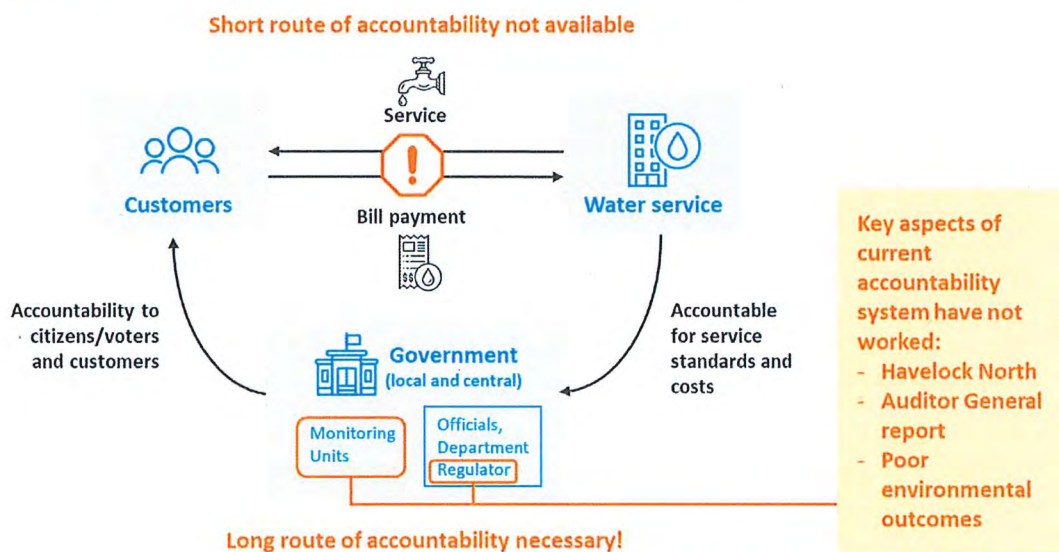 Short route of accountability not available
Service
Customers
Bill payment
$$
Water service
Accountability to
citizens/voters
and customers
Government
(local and central)
Monitoring
Units
Officials,
Department
Regulator
Accountable
for service
standards and
costs
Key aspects of
current
accountability
system have not
worked:
- Havelock North
- Auditor General
report
- Poor
environmental
outcomes
Long route of accountability necessary!